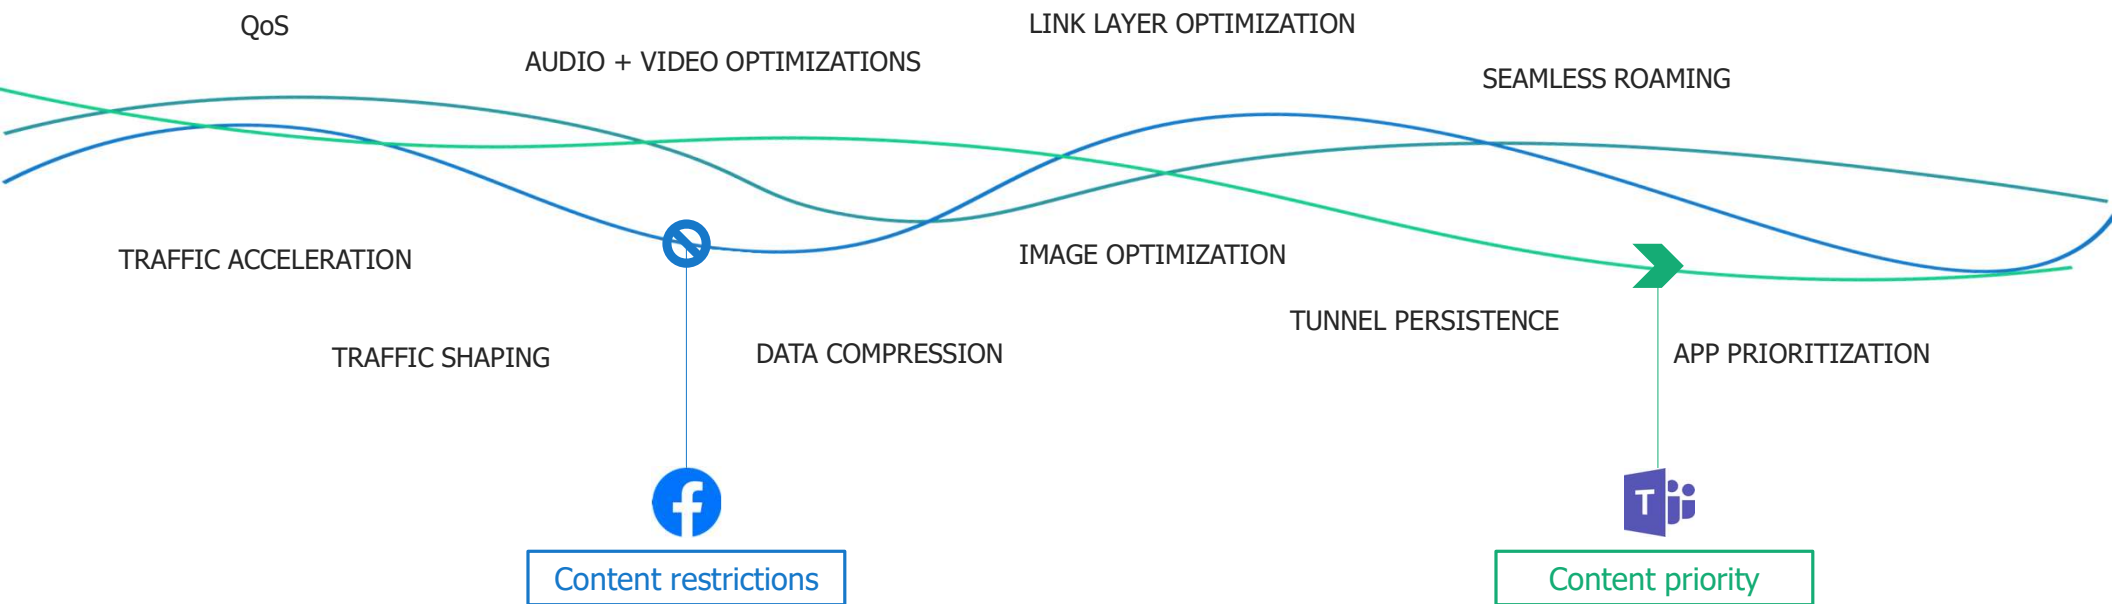 QoS
LINK LAYER OPTIMIZATION
AUDIO + VIDEO OPTIMIZATIONS
SEAMLESS ROAMING
TRAFFIC ACCELERATION
IMAGE OPTIMIZATION
TUNNEL PERSISTENCE
TRAFFIC SHAPING
DATA COMPRESSION
APP PRIORITIZATION
T
Content restrictions
Content priority